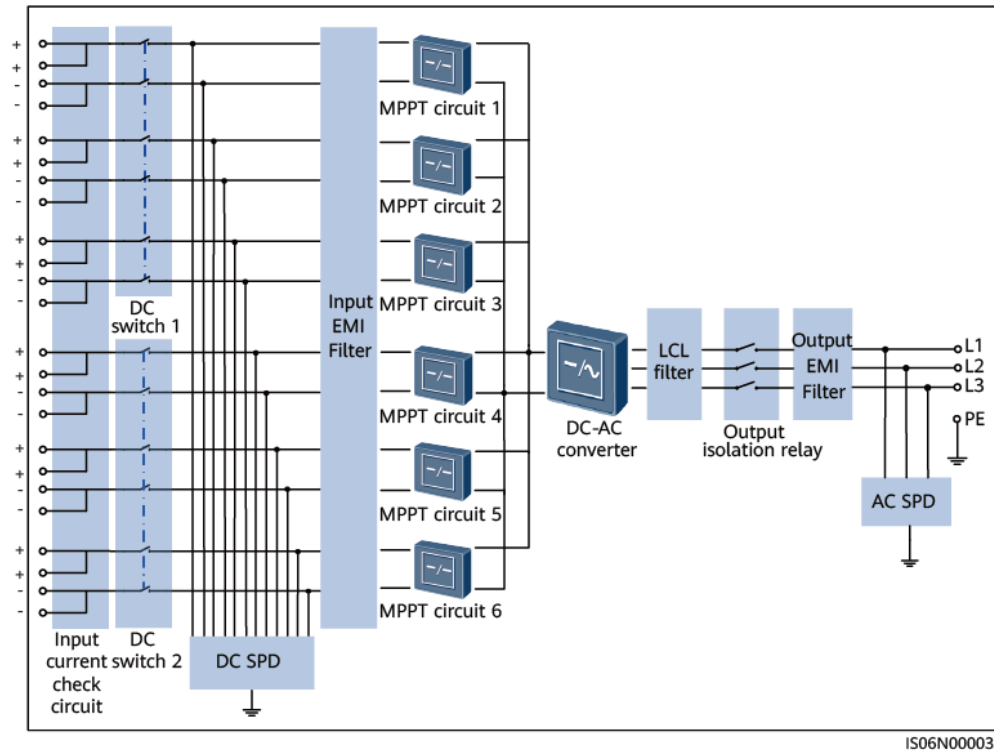 +
+
-
-
MPPT circuit 1
+
+
-
-
MPPT circuit 2
+
+
-
-
MPPT circuit 3
DC
switch 1
Input
EMI
Filter
+
+
-
-
MPPT circuit 4
DC-AC
converter
LCL
filter
Output
isolation relay
Output
EMI
Filter
L1
L2
L3
PE
AC SPD
+
+
-
-
MPPT circuit 5
+
+
-
-
MPPT circuit 6
Input
current
check
circuit
DC
switch 2
DC SPD
IS06N00003